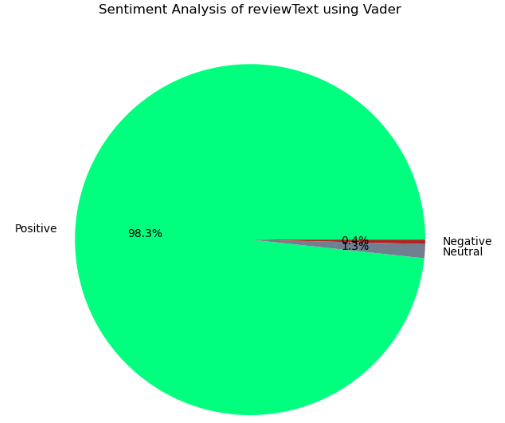 Sentiment Analysis of reviewText using Vader
Positive
98.3%
0.4%
1.3%
Negative
Neutral